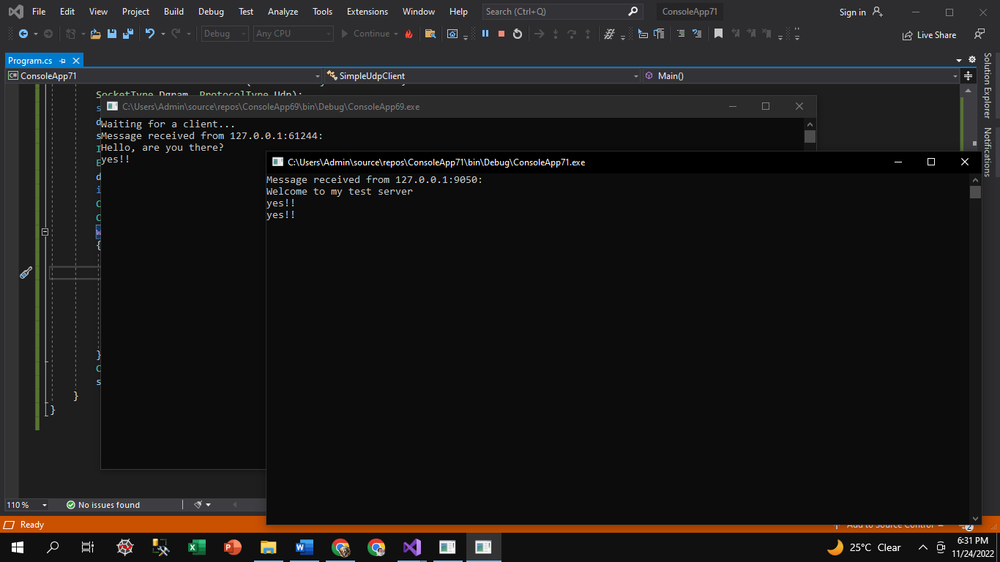 File Edit View Project Build Debug Test Analyze Tools Extensions Window Help Search (Ctrl+Q) ConsoleApp71 Sign in
Debug Any CPU Continue Live Share
Program.cs
ConsoleApp71 SimpleUdpClient Main()
SocketType.Dgram, ProtocolType.Udp);
C:\Users\Admin\source\repos\ConsoleApp69\bin\Debug\ConsoleApp69.exe
Waiting for a client...
Message received from 127.0.0.1:61244:
Hello, are you there?
yes!!
C:\Users\Admin\source\repos\ConsoleApp71\bin\Debug\ConsoleApp71.exe
Message received from 127.0.0.1:9050:
Welcome to my test server
yes!!
yes!!
s
d
s
I
E
d
i
C
C
w
{
}
C
s
}
}
Solution Explorer
Notifications
110 % No issues found
Ready Add to Source Control 2
25°C Clear 6:31 PM
11/24/2022